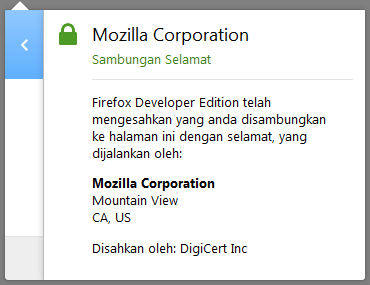 Mozilla Corporation
Sambungan Selamat
Firefox Developer Edition telah
mengesahkan yang anda disambungkan
ke halaman ini dengan selamat, yang
dijalankan oleh:
Mozilla Corporation
Mountain View
CA, US
Disahkan oleh: DigiCert Inc